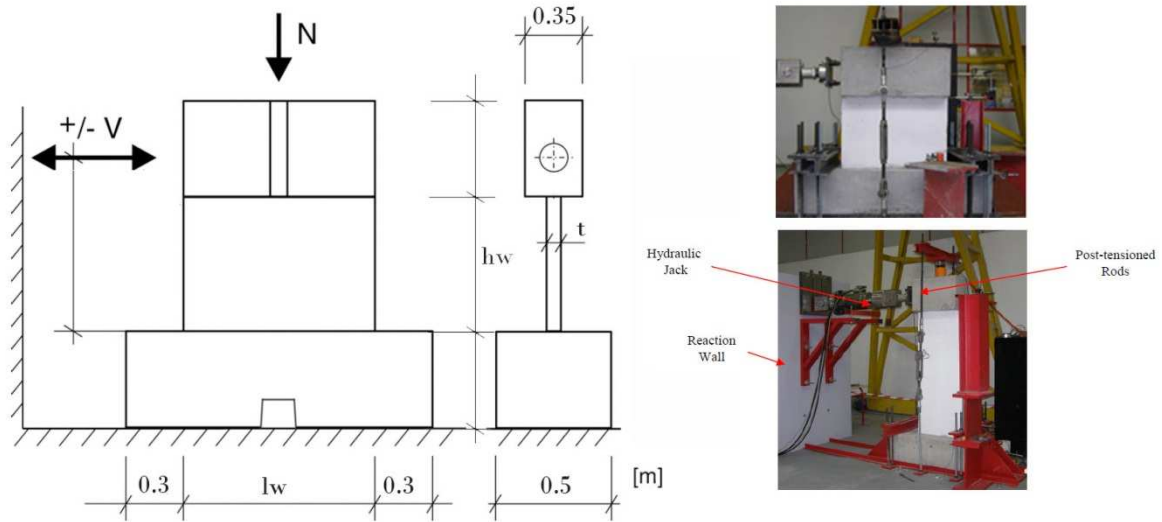 N
+/- V
0.35
t
hw
0.3
lw
0.3
0.5
[m]
Hydraulic
Jack
Post-tensioned
Rods
Reaction
Wall